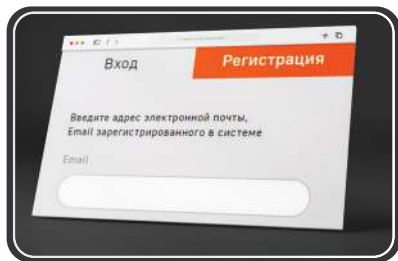 Вход
Регистрация
Введите адрес электронной почты,
Email зарегистрированного в системе
Email